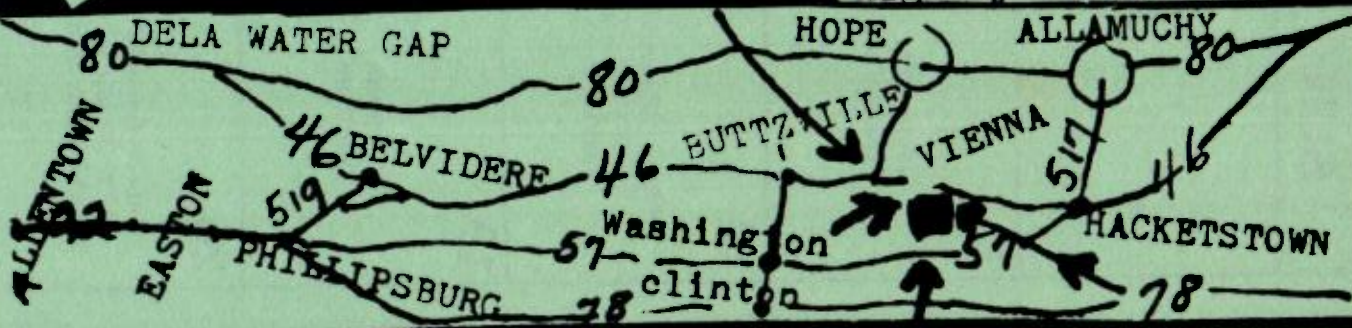 DELA WATER GAP
HOPE
ALLAMUCHY
80
80
80
BUTTZVILLE
VIENNA
46
BELVIDERE
46
46
517
ALLENTOWN
EASTON
519
22
PHILLIPSBURG
57
Washington
57
HACKETSTOWN
clinton
78
78